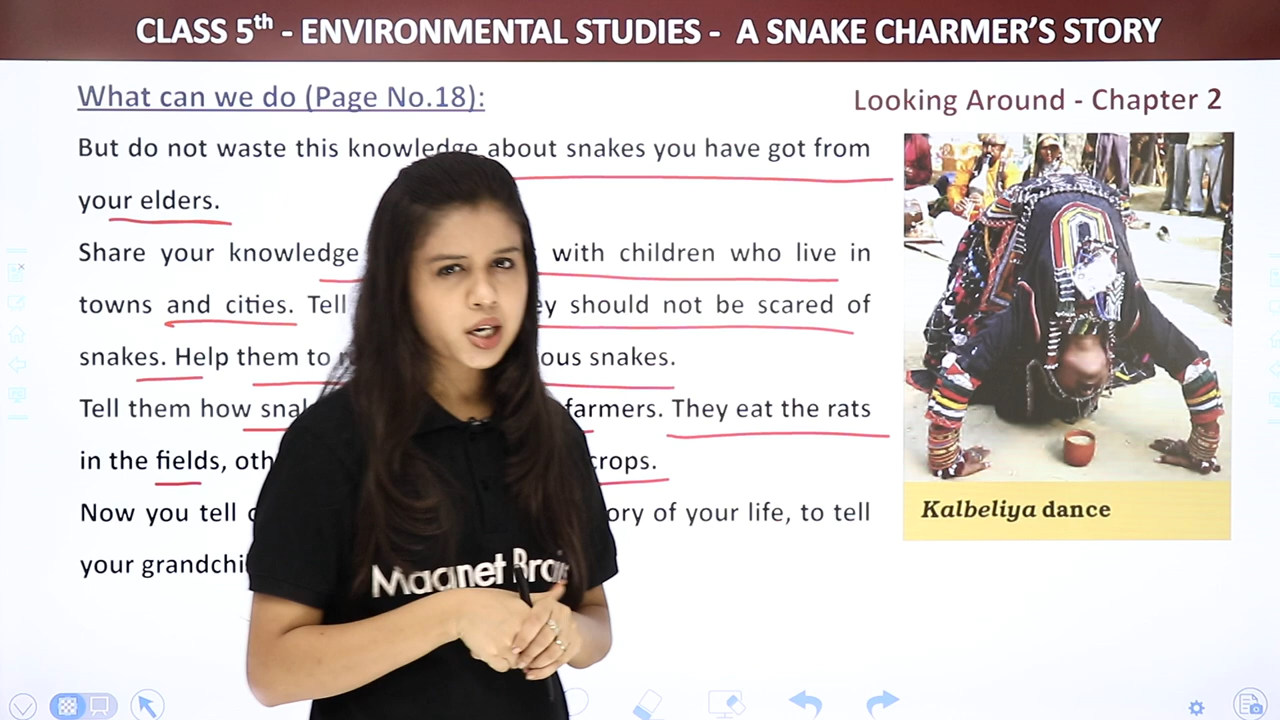 CLASS 5th - ENVIRONMENTAL STUDIES - A SNAKE CHARMER'S STORY
What can we do (Page No.18):
Looking Around - Chapter 2
But do not waste this knowledge about snakes you have got from
your elders.
Share your knowledge with children who live in
towns and cities. Tell should not be scared of
snakes. Help them to snakes.
Tell them how farmers. They eat the rats
in the fields, crops.
Now you tell of your life, to tell
your
Kalbeliya dance
Magnet